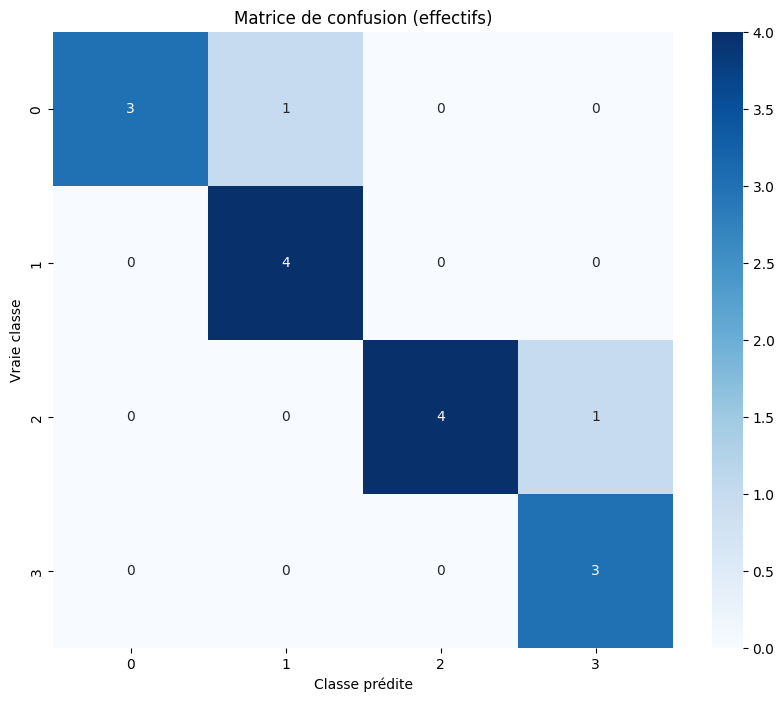 Matrice de confusion (effectifs)
0 3 1 0 0
1 0 4 0 0
2 0 0 4 1
3 0 0 0 3
0 1 2 3
Classe prédite
Vraie classe
4.0
3.5
3.0
2.5
2.0
1.5
1.0
0.5
0.0